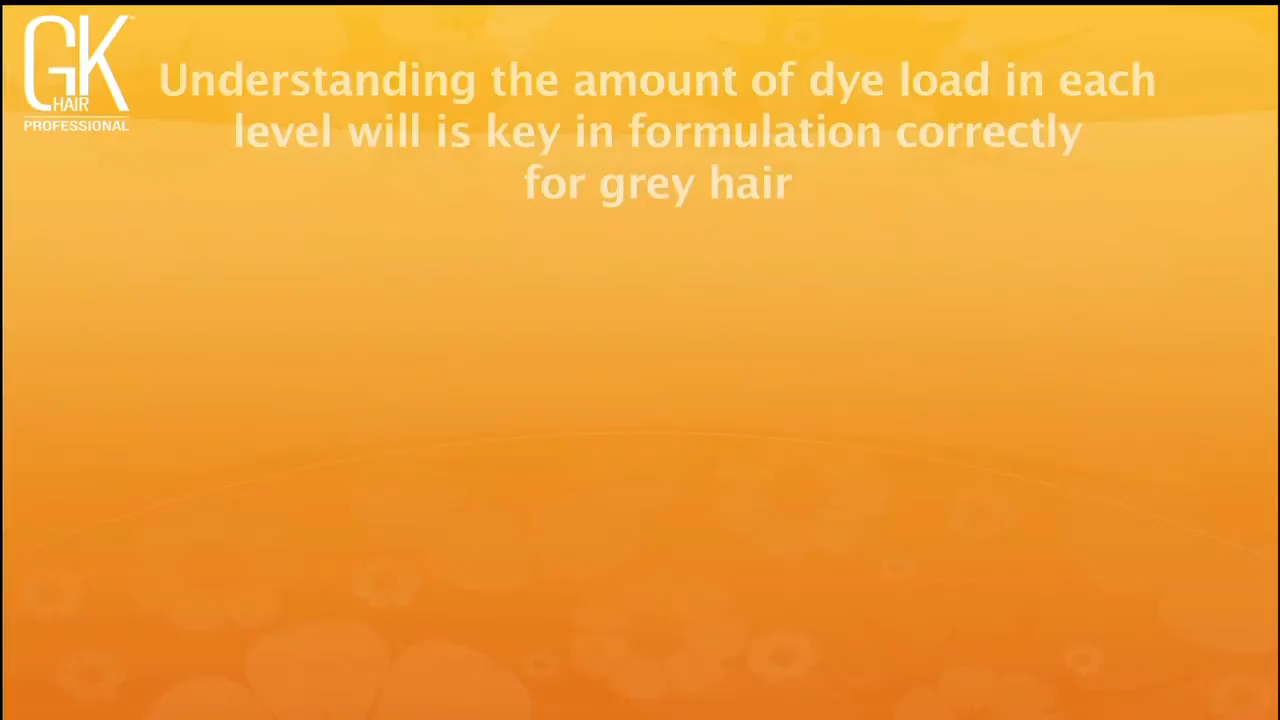 GK
HAIR
PROFESSIONAL
Understanding the amount of dye load in each
level will is key in formulation correctly
for grey hair